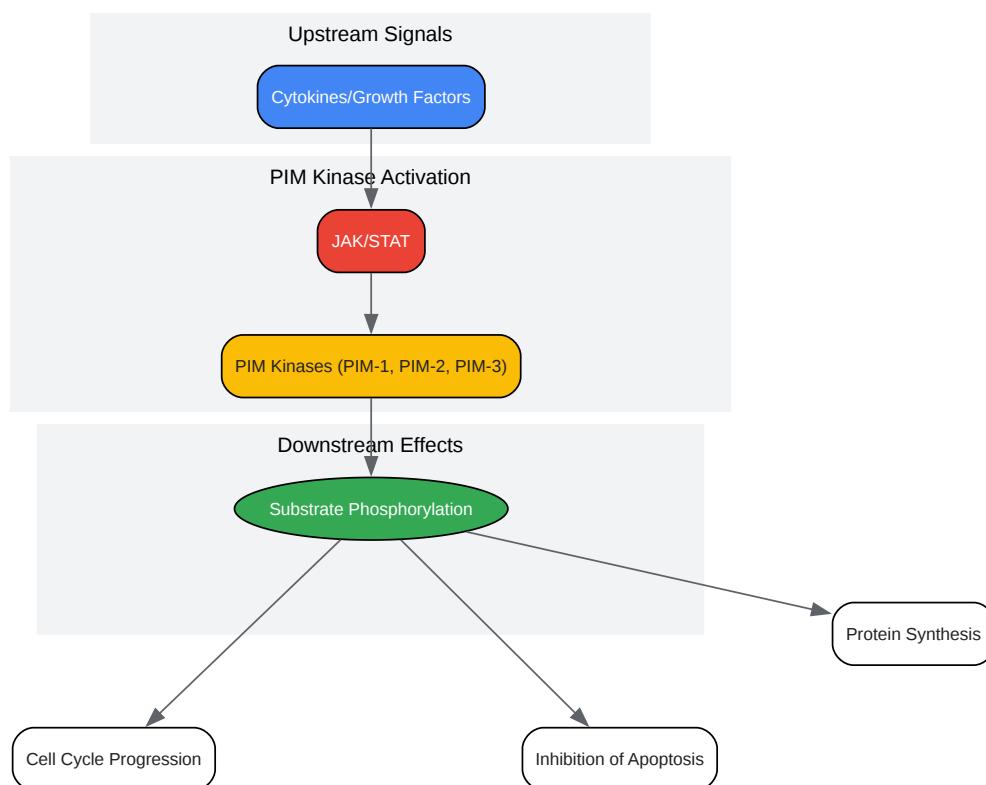 Upstream Signals
Cytokines/Growth Factors
PIM Kinase Activation
JAK/STAT
PIM Kinases (PIM-1, PIM-2, PIM-3)
Downstream Effects
Substrate Phosphorylation
Protein Synthesis
Cell Cycle Progression
Inhibition of Apoptosis